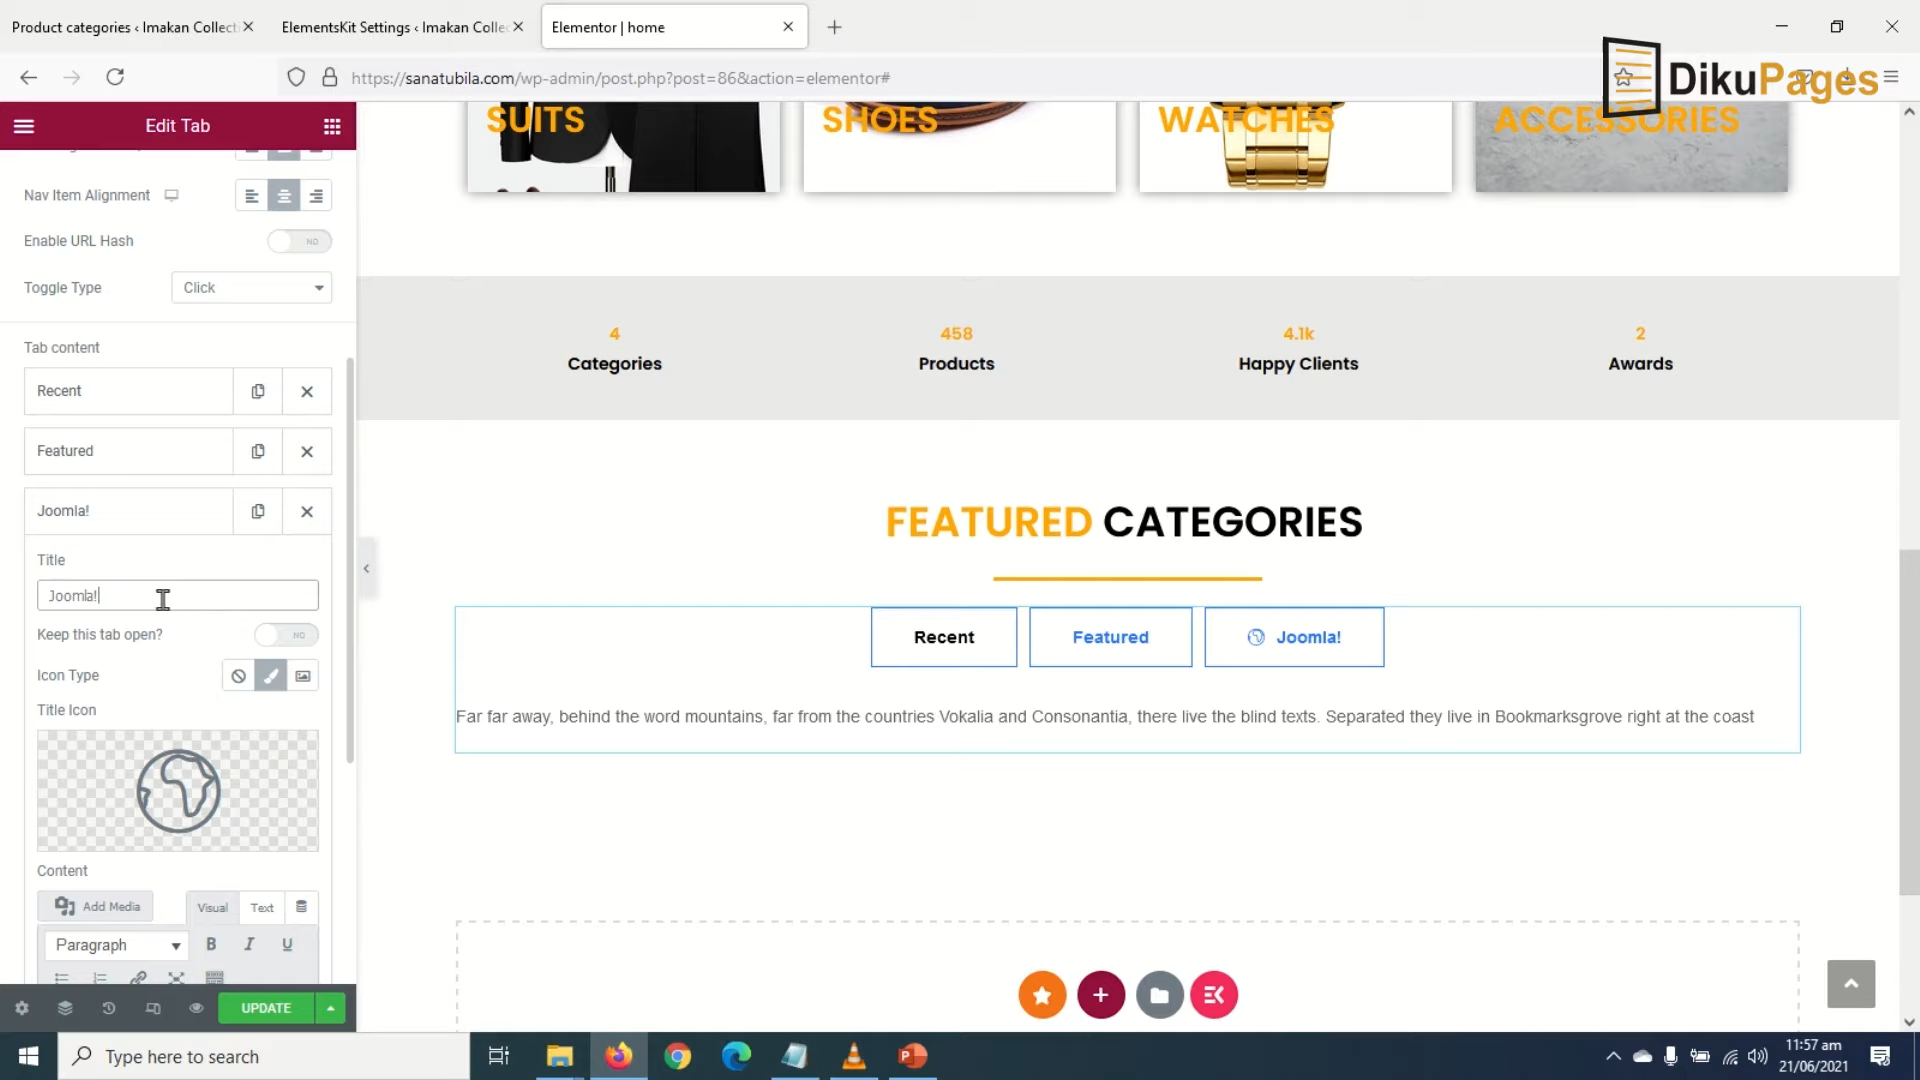 Product categories ‹ Imakan Collecti
ElementsKit Settings ‹ Imakan Collec
Elementor | home
https://sanatubila.com/wp-admin/post.php?post=86&action=elementor#
DikuPages
Edit Tab
Nav Item Alignment
Enable URL Hash
NO
Toggle Type
Click
Tab content
Recent
Featured
Joomla!
Title
Joomla!
Keep this tab open?
NO
Icon Type
Title Icon
Content
Add Media
Visual
Text
Paragraph
B I U
UPDATE
SUITS
SHOES
WATCHES
ACCESSORIES
4
Categories
458
Products
4.1k
Happy Clients
2
Awards
FEATURED CATEGORIES
Recent
Featured
Joomla!
Far far away, behind the word mountains, far from the countries Vokalia and Consonantia, there live the blind texts. Separated they live in Bookmarksgrove right at the coast
Type here to search
11:57 am
21/06/2021